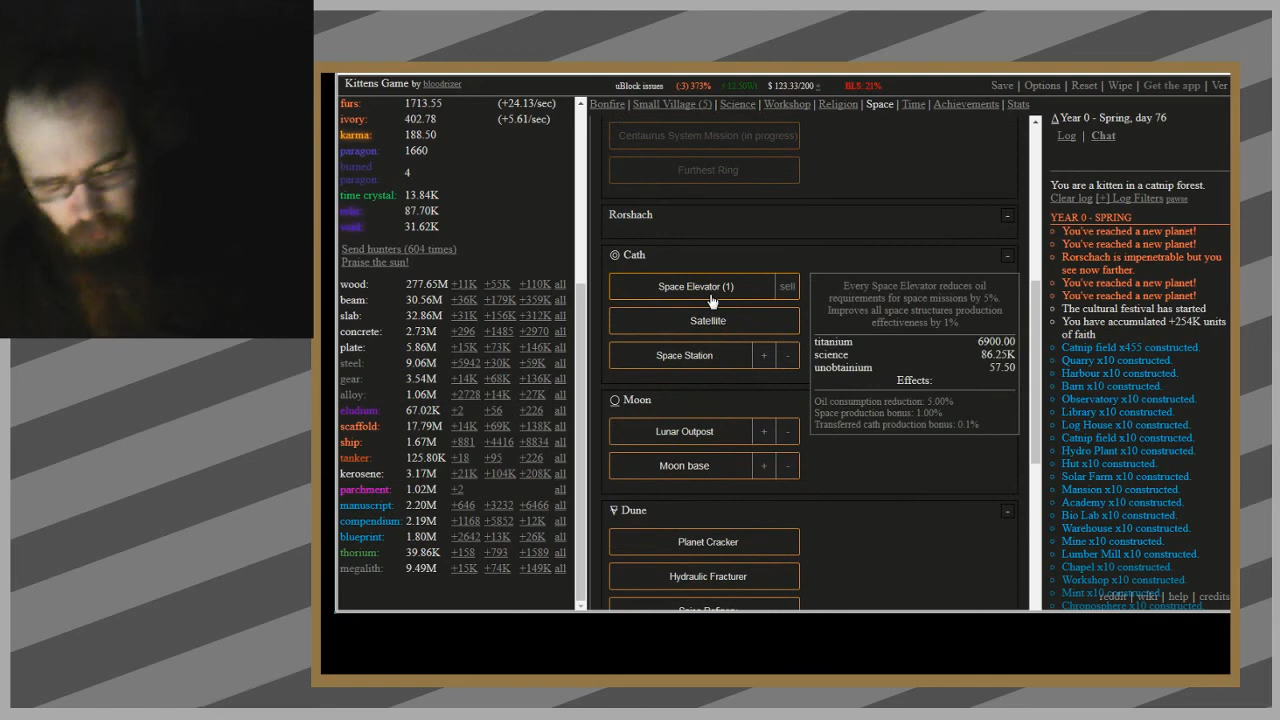 Kittens Game by bloodrizer
uBlock issues (:3) 373% $ 123.33/200 BLS: 21%
Save | Options | Reset | Wipe | Get the app | Ver
furs: 1713.55 (+24.13/sec)
ivory: 402.78 (+5.61/sec)
karma: 188.50
paragon: 1660
burned
paragon: 4
time crystal: 13.84K
relic: 87.70K
void: 31.62K
Send hunters (604 times)
Praise the sun!
wood: 277.65M +11K +55K +110K all
beam: 30.56M +36K +179K +359K all
slab: 32.86M +31K +156K +312K all
concrete: 2.73M +296 +1485 +2970 all
plate: 5.86M +15K +73K +146K all
steel: 9.06M +5942 +30K +59K all
gear: 3.54M +14K +68K +136K all
alloy: 1.06M +2728 +14K +27K all
eludium: 67.02K +2 +56 +226 all
scaffold: 17.79M +14K +69K +138K all
ship: 1.67M +881 +4416 +8834 all
tanker: 125.80K +18 +95 +226 all
kerosene: 3.17M +21K +104K +208K all
parchment: 1.02M +2 all
manuscript: 2.20M +646 +3232 +6466 all
compendium: 2.19M +1168 +5852 +12K all
blueprint: 1.80M +2642 +13K +26K all
thorium: 39.86K +158 +793 +1589 all
megalith: 9.49M +15K +74K +149K all
Bonfire | Small Village (5) | Science | Workshop | Religion | Space | Time | Achievements | Stats
Centaurus System Mission (in progress)
Furthest Ring
Rorshach -
Cath -
Space Elevator (1) sell
Satellite
Space Station + -
Moon -
Lunar Outpost + -
Moon base + -
Dune -
Planet Cracker
Hydraulic Fracturer
Every Space Elevator reduces oil
requirements for space missions by 5%.
Improves all space structures production
effectiveness by 1%
titanium 6900.00
science 86.25K
unobtainium 57.50
Effects:
Oil consumption reduction: 5.00%
Space production bonus: 1.00%
Transferred cath production bonus: 0.1%
Year 0 - Spring, day 76
Log | Chat
You are a kitten in a catnip forest.
Clear log [+] Log Filters pawse
YEAR 0 - SPRING
You've reached a new planet!
You've reached a new planet!
Rorschach is impenetrable but you
see now farther.
You've reached a new planet!
You've reached a new planet!
The cultural festival has started
You have accumulated +254K units
of faith
Catnip field x455 constructed.
Quarry x10 constructed.
Harbour x10 constructed.
Barn x10 constructed.
Observatory x10 constructed.
Library x10 constructed.
Log House x10 constructed.
Catnip field x10 constructed.
Hydro Plant x10 constructed.
Hut x10 constructed.
Solar Farm x10 constructed.
Mansion x10 constructed.
Academy x10 constructed.
Bio Lab x10 constructed.
Warehouse x10 constructed.
Mine x10 constructed.
Lumber Mill x10 constructed.
Chapel x10 constructed.
Workshop x10 constructed.
Mint x10 constructed.
Chronosphere x10 constructed.
reddit | wiki | help | credits